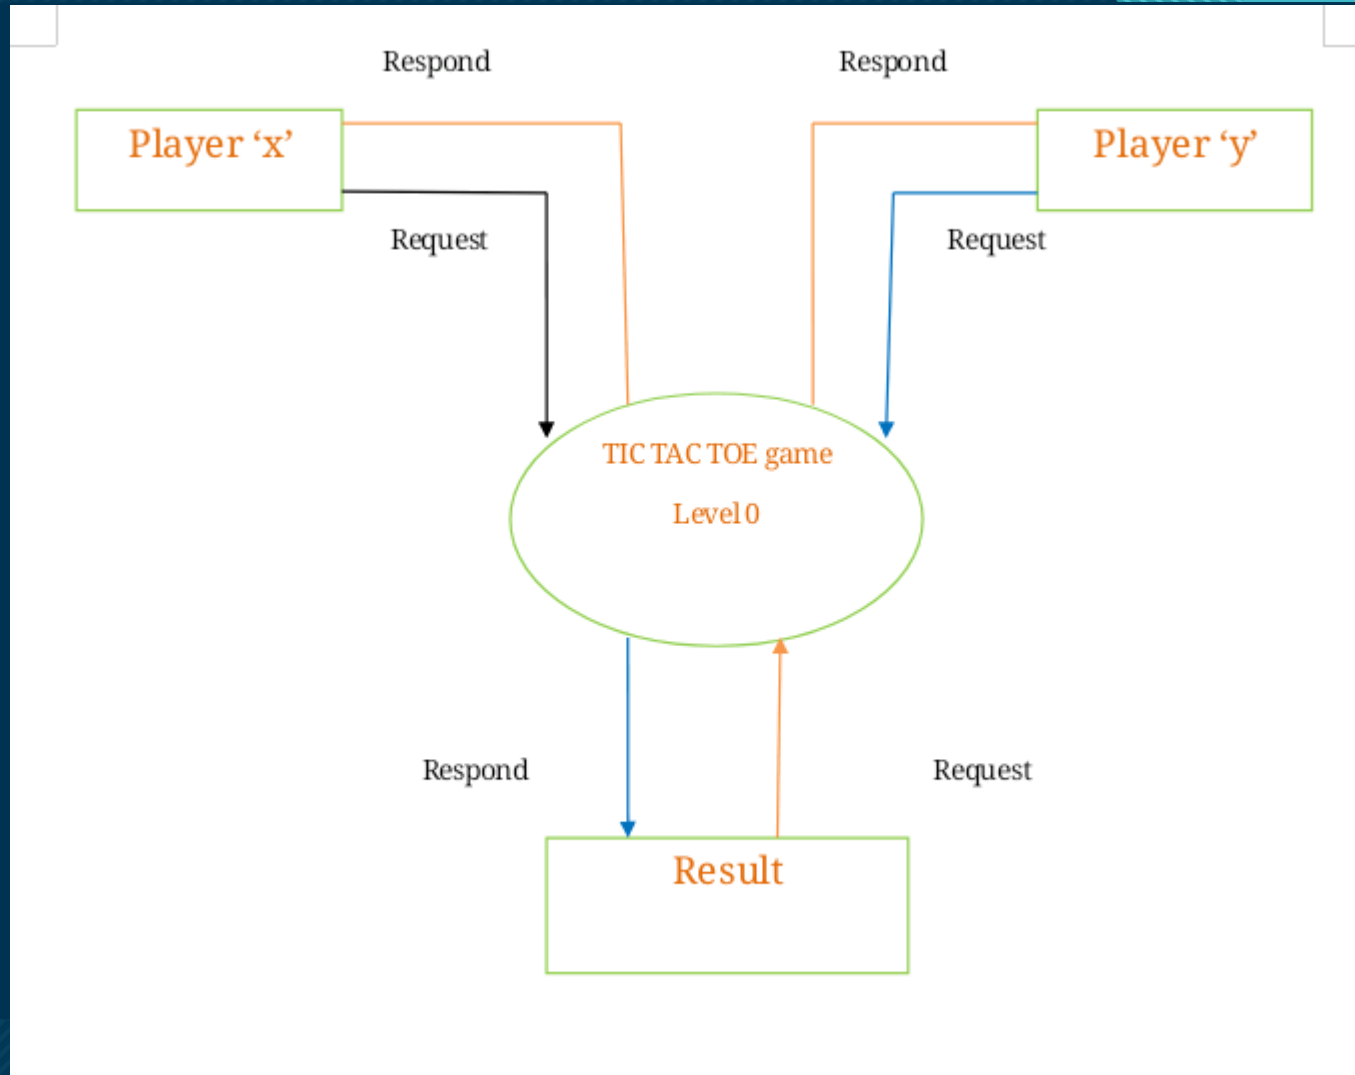 Respond
Respond
Player ‘x’
Player ‘y’
Request
Request
TIC TAC TOE game
Level 0
Respond
Request
Result